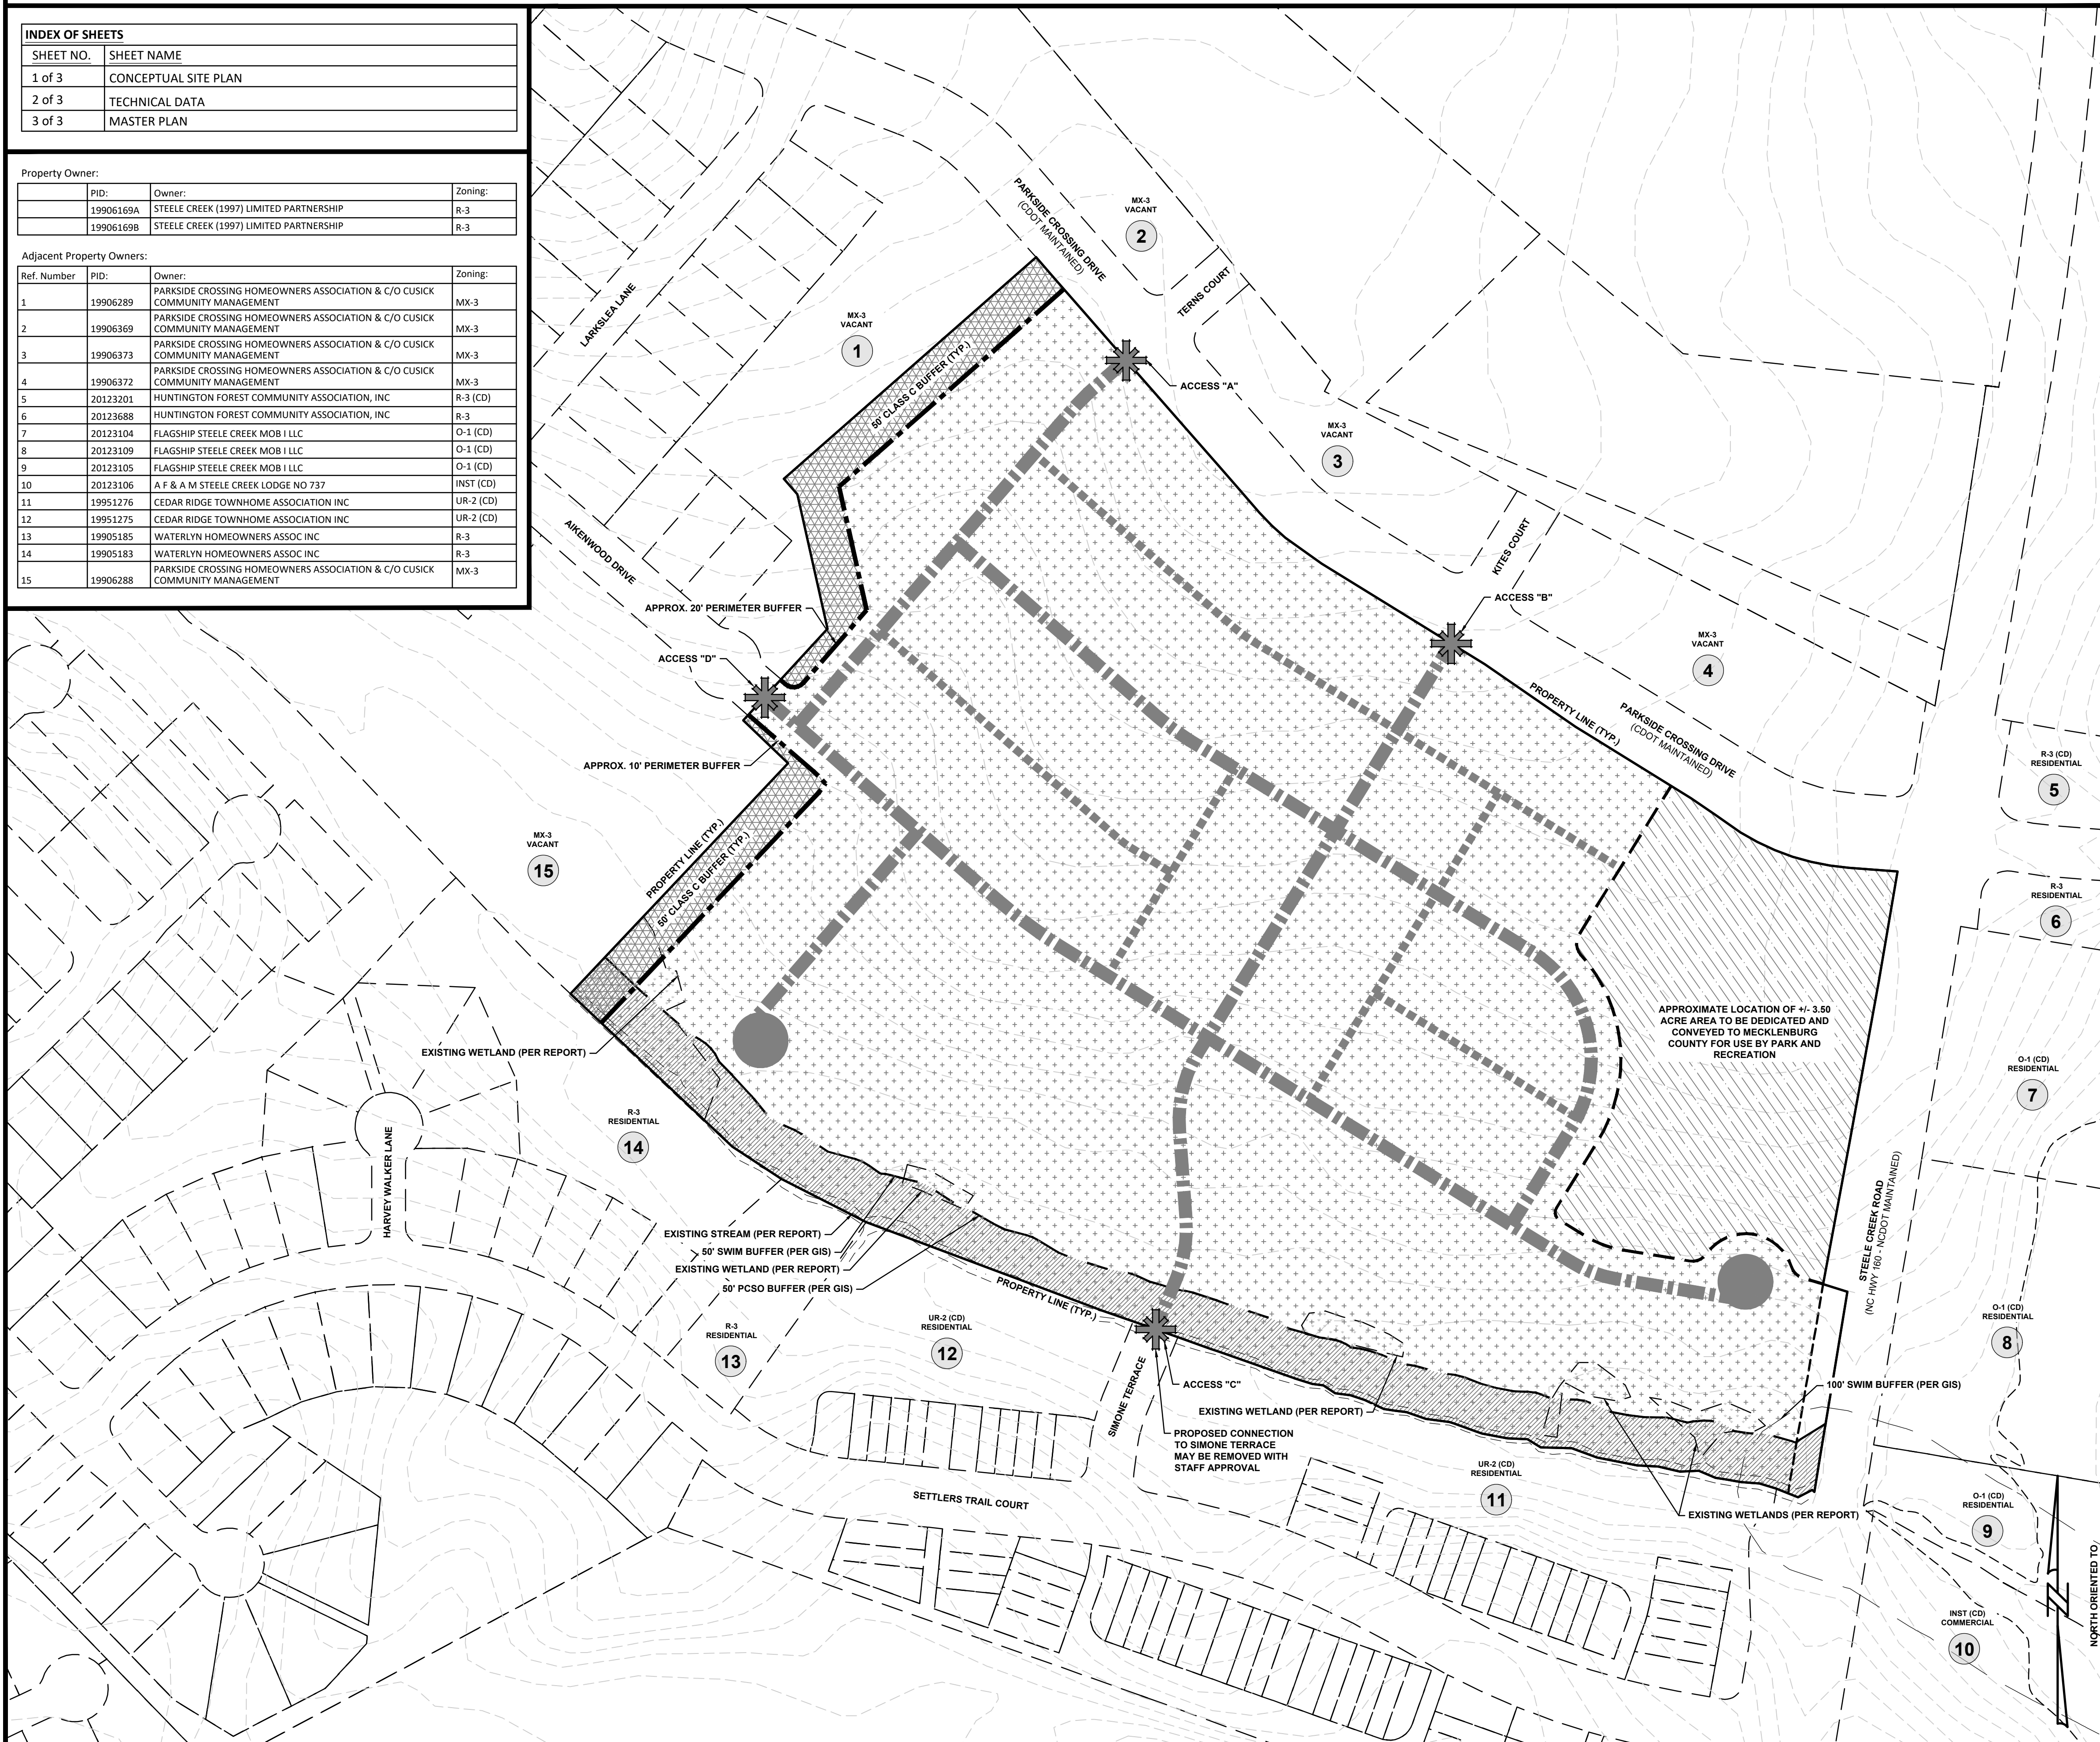 INDEX OF SHEETS
SHEET NO. SHEET NAME
1 of 3 CONCEPTUAL SITE PLAN
2 of 3 TECHNICAL DATA
3 of 3 MASTER PLAN
Property Owner:
PID: Owner: Zoning:
19906169A STEELE CREEK (1997) LIMITED PARTNERSHIP R-3
19906169B STEELE CREEK (1997) LIMITED PARTNERSHIP R-3
Adjacent Property Owners:
Ref. Number PID: Owner: Zoning:
1 19906289 PARKSIDE CROSSING HOMEOWNERS ASSOCIATION & C/O CUSICK
COMMUNITY MANAGEMENT MX-3
2 19906369 PARKSIDE CROSSING HOMEOWNERS ASSOCIATION & C/O CUSICK
COMMUNITY MANAGEMENT MX-3
3 19906373 PARKSIDE CROSSING HOMEOWNERS ASSOCIATION & C/O CUSICK
COMMUNITY MANAGEMENT MX-3
4 19906372 PARKSIDE CROSSING HOMEOWNERS ASSOCIATION & C/O CUSICK
COMMUNITY MANAGEMENT MX-3
5 20123201 HUNTINGTON FOREST COMMUNITY ASSOCIATION, INC R-3 (CD)
6 20123688 HUNTINGTON FOREST COMMUNITY ASSOCIATION, INC R-3
7 20123104 FLAGSHIP STEELE CREEK MOB I LLC O-1 (CD)
8 20123109 FLAGSHIP STEELE CREEK MOB I LLC O-1 (CD)
9 20123105 FLAGSHIP STEELE CREEK MOB I LLC O-1 (CD)
10 20123106 A F & A M STEELE CREEK LODGE NO 737 INST (CD)
11 19951276 CEDAR RIDGE TOWNHOME ASSOCIATION INC UR-2 (CD)
12 19951275 CEDAR RIDGE TOWNHOME ASSOCIATION INC UR-2 (CD)
13 19905185 WATERLYN HOMEOWNERS ASSOC INC R-3
14 19905183 WATERLYN HOMEOWNERS ASSOC INC R-3
15 19906288 PARKSIDE CROSSING HOMEOWNERS ASSOCIATION & C/O CUSICK
COMMUNITY MANAGEMENT MX-3
PARKSIDE CROSSING DRIVE
(CDOT MAINTAINED)
MX-3
VACANT
2
TERNS COURT
LARKSLEA LANE
MX-3
VACANT
1
50' CLASS C BUFFER (TYP.)
ACCESS "A"
MX-3
VACANT
3
KITES COURT
AIKENWOOD DRIVE
APPROX. 20' PERIMETER BUFFER
ACCESS "B"
ACCESS "D"
MX-3
VACANT
4
PROPERTY LINE (TYP.)
PARKSIDE CROSSING DRIVE
(CDOT MAINTAINED)
APPROX. 10' PERIMETER BUFFER
R-3 (CD)
RESIDENTIAL
5
MX-3
VACANT
15
PROPERTY LINE (TYP.)
50' CLASS C BUFFER (TYP.)
R-3
RESIDENTIAL
6
APPROXIMATE LOCATION OF +/- 3.50
ACRE AREA TO BE DEDICATED AND
CONVEYED TO MECKLENBURG
COUNTY FOR USE BY PARK AND
RECREATION
EXISTING WETLAND (PER REPORT)
O-1 (CD)
RESIDENTIAL
7
R-3
RESIDENTIAL
14
HARVEY WALKER LANE
STEELE CREEK ROAD
(NC HWY 160 - NCDOT MAINTAINED)
EXISTING STREAM (PER REPORT)
50' SWIM BUFFER (PER GIS)
EXISTING WETLAND (PER REPORT)
50' PCSO BUFFER (PER GIS)
PROPERTY LINE (TYP.)
O-1 (CD)
RESIDENTIAL
8
R-3
RESIDENTIAL
13
UR-2 (CD)
RESIDENTIAL
12
SIMONE TERRACE
ACCESS "C"
100' SWIM BUFFER (PER GIS)
EXISTING WETLAND (PER REPORT)
PROPOSED CONNECTION
TO SIMONE TERRACE
MAY BE REMOVED WITH
STAFF APPROVAL
UR-2 (CD)
RESIDENTIAL
11
SETTLERS TRAIL COURT
EXISTING WETLANDS (PER REPORT)
O-1 (CD)
RESIDENTIAL
9
INST (CD)
COMMERCIAL
10
NORTH ORIENTED TO